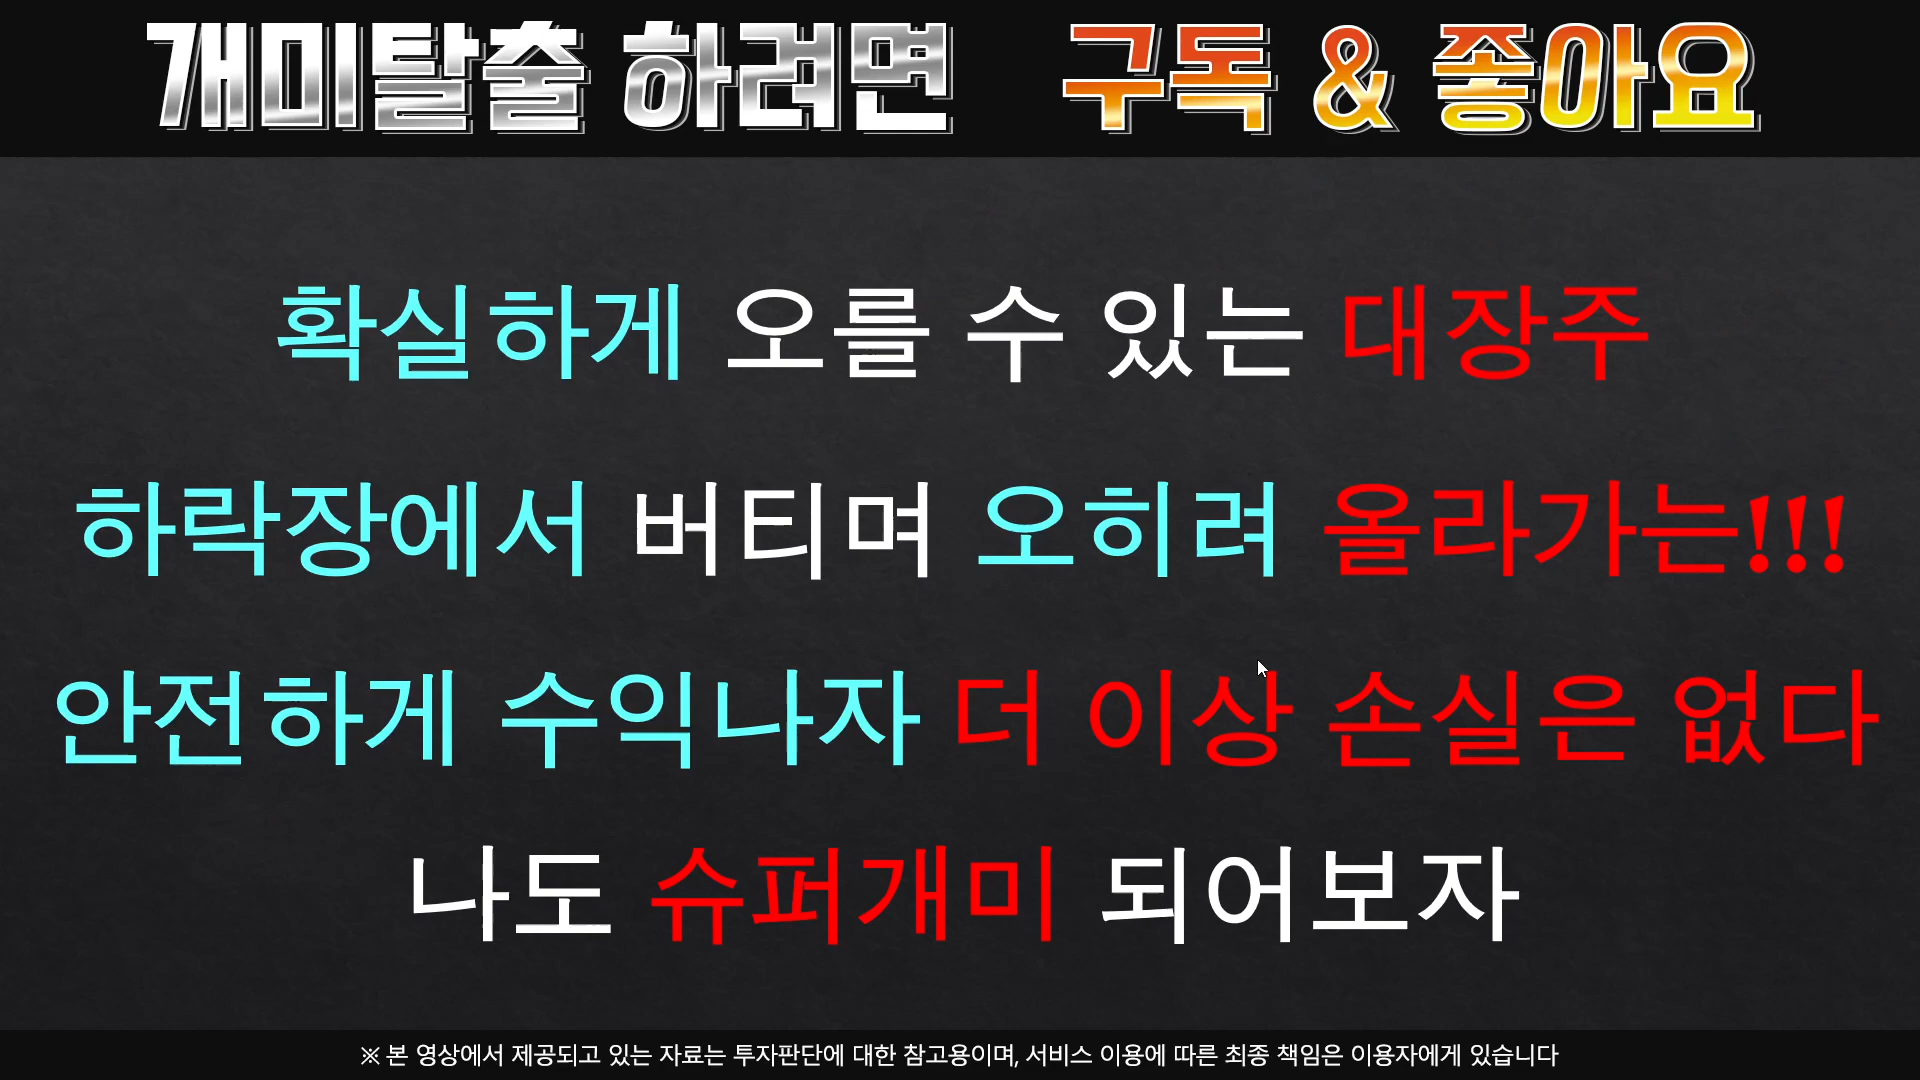 개미탈출 하려면 구독 & 좋아요
확실하게 오를 수 있는 대장주
하락장에서 버티며 오히려 올라가는!!!
안전하게 수익나자 더 이상 손실은 없다
나도 슈퍼개미 되어보자
※ 본 영상에서 제공되고 있는 자료는 투자판단에 대한 참고용이며, 서비스 이용에 따른 최종 책임은 이용자에게 있습니다